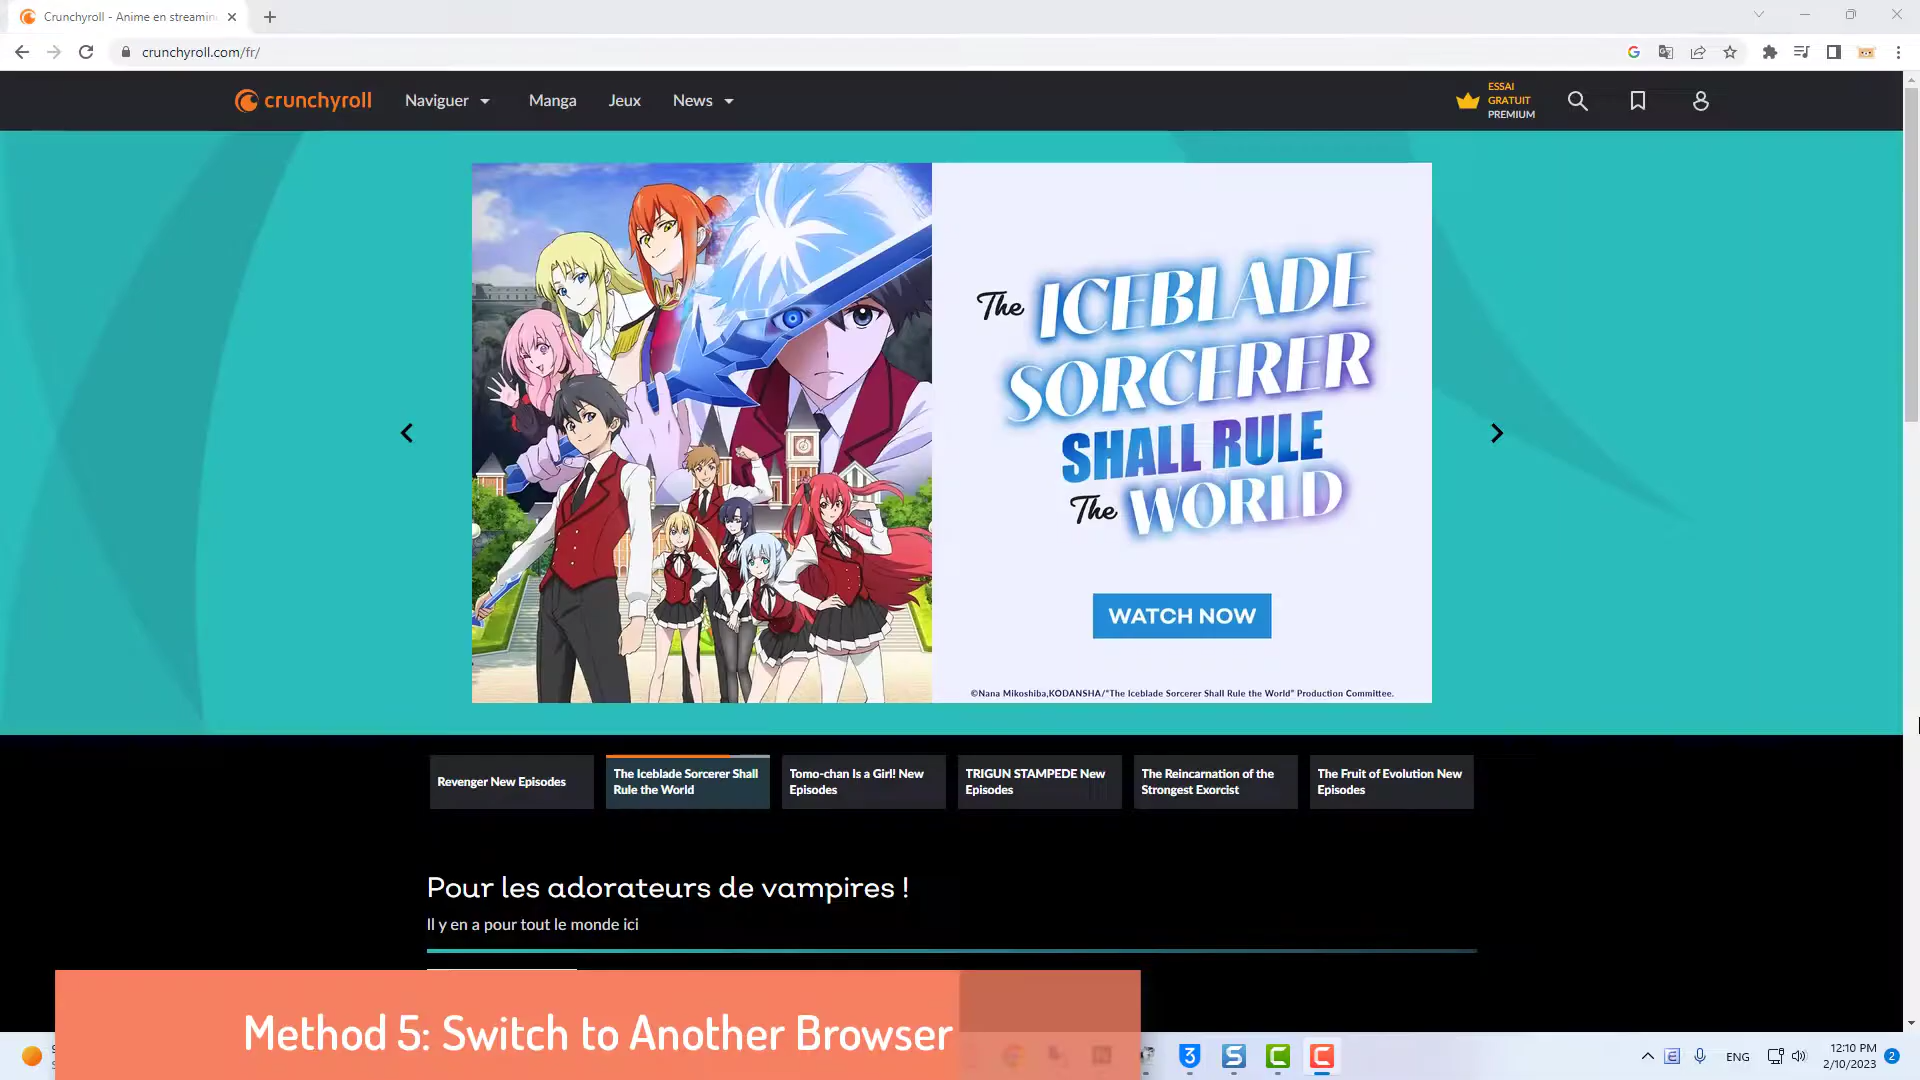 Crunchyroll - Anime en streamin
crunchyroll.com/fr/
crunchyroll
Naviguer
Manga
Jeux
News
ESSAI
GRATUIT
PREMIUM
The ICEBLADE
SORCERER
SHALL RULE
The WORLD
WATCH NOW
©Nana Mikoshiba,KODANSHA/"The Iceblade Sorcerer Shall Rule the World" Production Committee.
Revenger New Episodes
The Iceblade Sorcerer Shall
Rule the World
Tomo-chan Is a Girl! New
Episodes
TRIGUN STAMPEDE New
Episodes
The Reincarnation of the
Strongest Exorcist
The Fruit of Evolution New
Episodes
Pour les adorateurs de vampires !
Il y en a pour tout le monde ici
Method 5: Switch to Another Browser
ENG
12:10 PM
2/10/2023
2